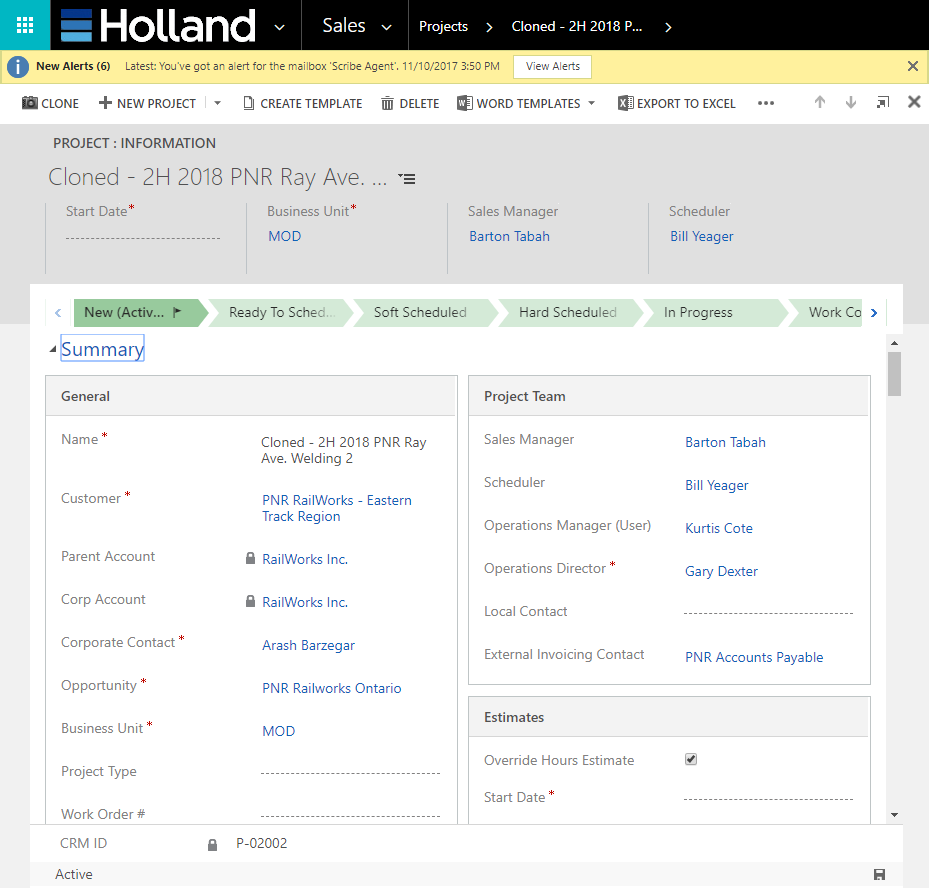 Holland Sales Projects Cloned - 2H 2018 P...
New Alerts (6) Latest: You've got an alert for the mailbox 'Scribe Agent'. 11/10/2017 3:50 PM View Alerts
CLONE NEW PROJECT CREATE TEMPLATE DELETE WORD TEMPLATES EXPORT TO EXCEL •••
PROJECT : INFORMATION
Cloned - 2H 2018 PNR Ray Ave. ...
Start Date* Business Unit* Sales Manager Scheduler
MOD Barton Tabah Bill Yeager
New (Activ... Ready To Sched... Soft Scheduled Hard Scheduled In Progress Work Co
Summary
General
Name *
Cloned - 2H 2018 PNR Ray
Ave. Welding 2
Customer *
PNR RailWorks - Eastern
Track Region
Parent Account RailWorks Inc.
Corp Account RailWorks Inc.
Corporate Contact * Arash Barzegar
Opportunity * PNR Railworks Ontario
Business Unit * MOD
Project Type
Work Order #
Project Team
Sales Manager Barton Tabah
Scheduler Bill Yeager
Operations Manager (User) Kurtis Cote
Operations Director * Gary Dexter
Local Contact
External Invoicing Contact PNR Accounts Payable
Estimates
Override Hours Estimate
Start Date *
CRM ID P-02002
Active